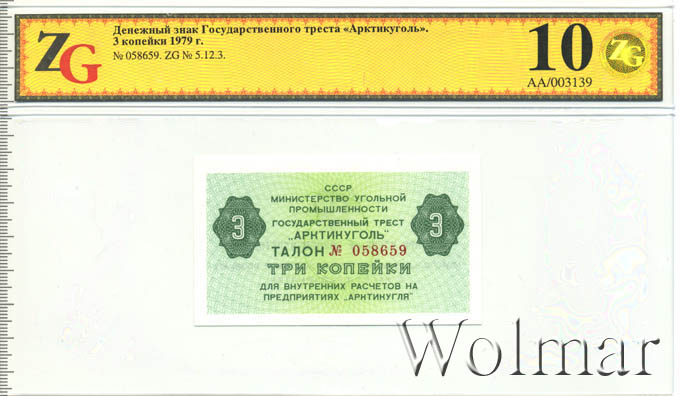 ZG
Денежный знак Государственного треста «Арктикуголь».
3 копейки 1979 г.
№ 058659. ZG № 5.12.3.
10
ZG
AA/003139
СССР
МИНИСТЕРСТВО УГОЛЬНОЙ
ПРОМЫШЛЕННОСТИ
ГОСУДАРСТВЕННЫЙ ТРЕСТ
„АРКТИКУГОЛЬ"
ТАЛОН № 058659
ТРИ КОПЕЙКИ
3
3
ДЛЯ ВНУТРЕННИХ РАСЧЕТОВ НА
ПРЕДПРИЯТИЯХ „АРКТИКУГЛЯ"
Wolmar